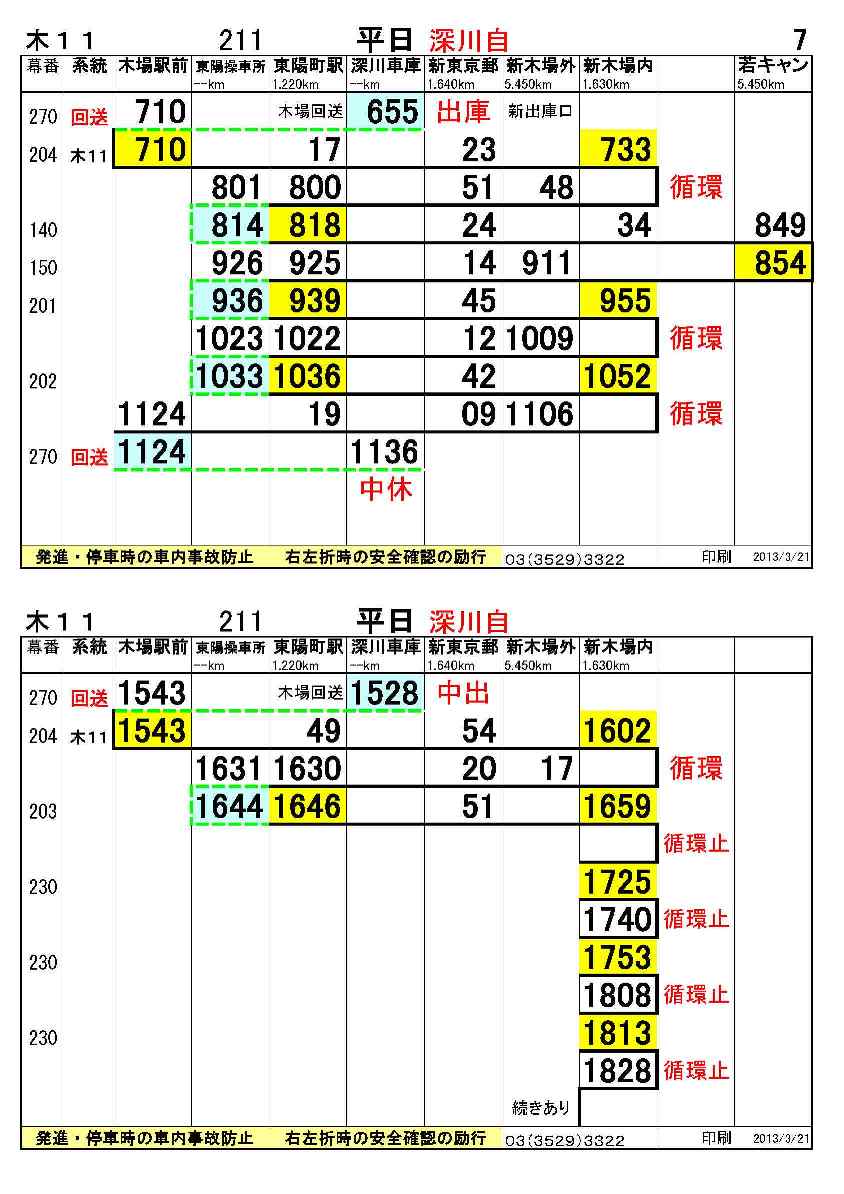 木１１ 211 平日 深川自 7
幕番 系統 木場駅前 東陽操車所 東陽町駅 深川車庫 新東京郵 新木場外 新木場内 若キャン
--km 1.220km --km 1.640km 5.450km 1.630km 5.450km
270 回送 710 木場回送 655 出庫 新出庫口
204 木11 710 17 23 733
801 800 51 48 循環
140 814 818 24 34 849
150 926 925 14 911 854
201 936 939 45 955
1023 1022 12 1009 循環
202 1033 1036 42 1052
1124 19 09 1106 循環
270 回送 1124 1136
中休
発進・停車時の車内事故防止 右左折時の安全確認の励行 03(3529)3322 印刷 2013/3/21
木１１ 211 平日 深川自
幕番 系統 木場駅前 東陽操車所 東陽町駅 深川車庫 新東京郵 新木場外 新木場内
--km 1.220km --km 1.640km 5.450km 1.630km
270 回送 1543 木場回送 1528 中出
204 木11 1543 49 54 1602
1631 1630 20 17 循環
203 1644 1646 51 1659
循環止
230 1725
1740 循環止
230 1753
1808 循環止
230 1813
1828 循環止
続きあり
発進・停車時の車内事故防止 右左折時の安全確認の励行 03(3529)3322 印刷 2013/3/21